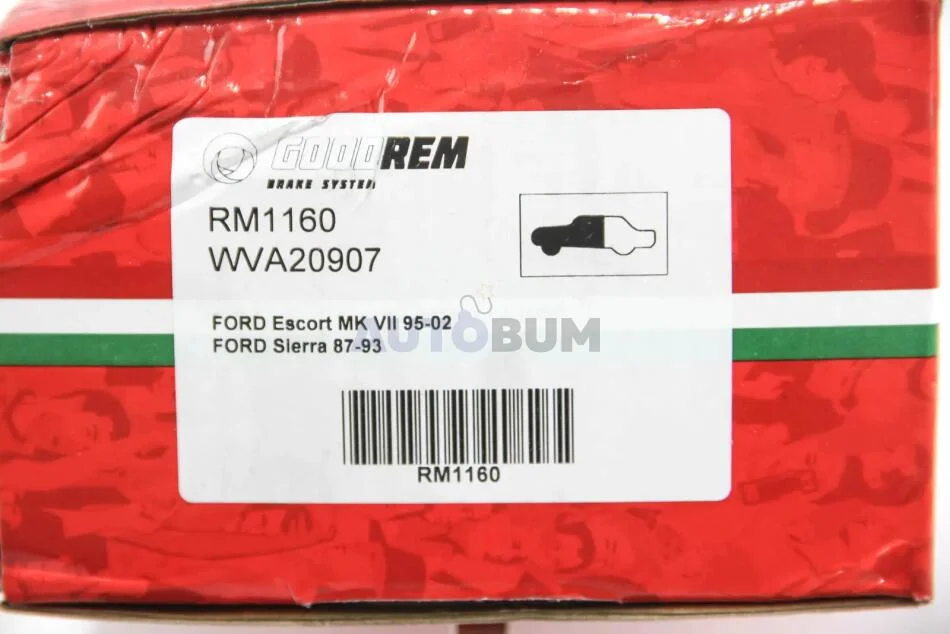 GOODREM
BRAKE SYSTEM
RM1160
WVA20907
FORD Escort MK VII 95-02
FORD Sierra 87-93
AUTOBUM
RM1160